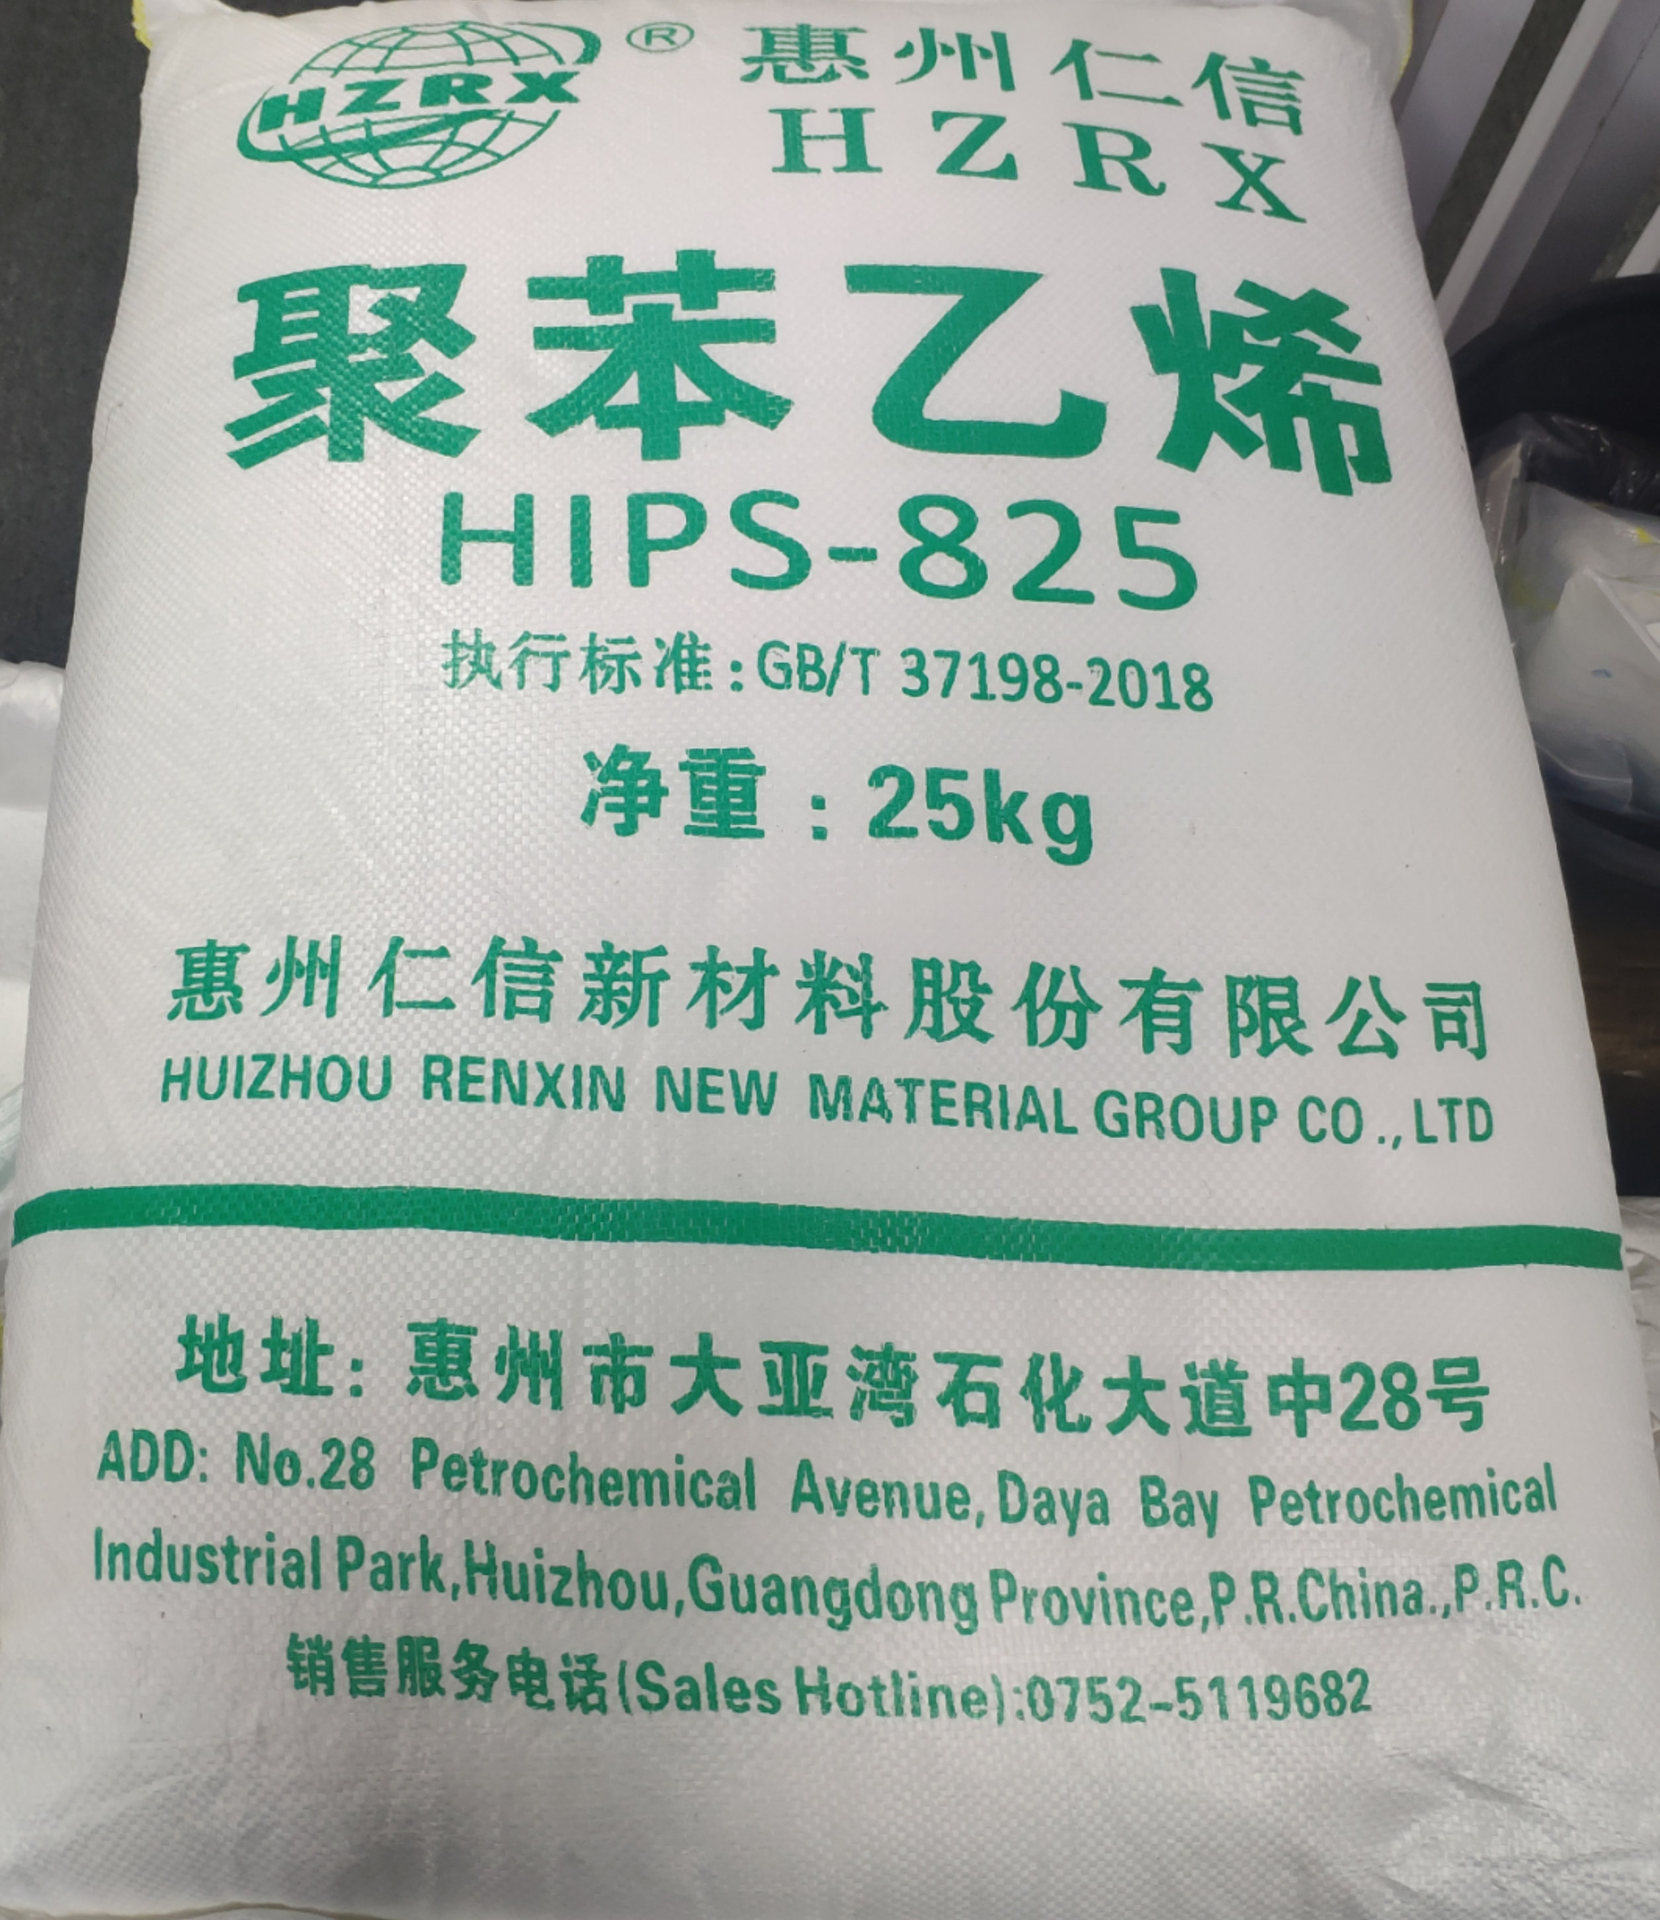 HZRX ® 惠州仁信
HZRX
聚苯乙烯
HIPS-825
执行标准:GB/T 37198-2018
净重:25kg
惠州仁信新材料股份有限公司
HUIZHOU RENXIN NEW MATERIAL GROUP CO.,LTD
地址:惠州市大亚湾石化大道中28号
ADD: No.28 Petrochemical Avenue,Daya Bay Petrochemical
Industrial Park,Huizhou,Guangdong Province,P.R.China.,P.R.C.
销售服务电话(Sales Hotline):0752-5119682